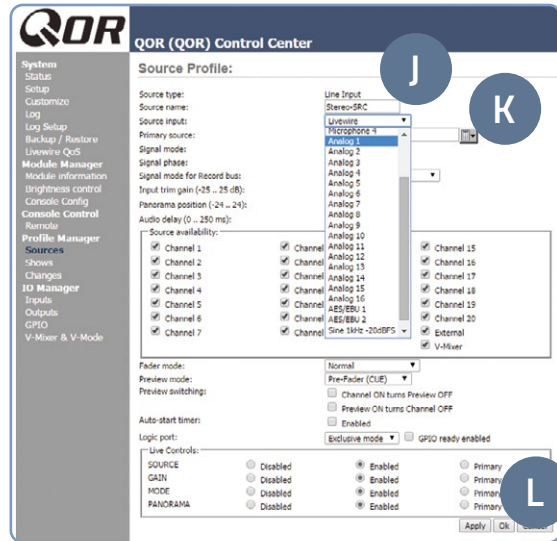 QOR
QOR (QOR) Control Center
System
Status
Setup
Customize
Log
Log Setup
Backup / Restore
Livewire QoS
Module Manager
Module information
Brightness control
Console Config
Console Control
Remote
Profile Manager
Sources
Shows
Changes
IO Manager
Inputs
Outputs
GPIO
V-Mixer & V-Mode
Source Profile:
J
K
Source type: Line Input
Source name: Stereo-SRC
Source input: Livewire
Primary source:
Signal mode:
Signal phase:
Signal mode for Record bus:
Input trim gain (-25 .. 25 dB):
Panorama position (-24 .. 24):
Audio delay (0 .. 250 ms):
Microphone 4
Analog 1
Analog 2
Analog 3
Analog 4
Analog 5
Analog 6
Analog 7
Analog 8
Analog 9
Analog 10
Analog 11
Analog 12
Analog 13
Analog 14
Analog 15
Analog 16
AES/EBU 1
AES/EBU 2
Sine 1kHz -20dBFS
Source availability:
Channel 1 Channel Channel 15
Channel 2 Channel Channel 16
Channel 3 Channel Channel 17
Channel 4 Channel Channel 18
Channel 5 Channel Channel 19
Channel 6 Channel Channel 20
Channel 7 Channel External
V-Mixer
Fader mode: Normal
Preview mode: Pre-Fader (CUE)
Preview switching: Channel ON turns Preview OFF
Preview ON turns Channel OFF
Auto-start timer: Enabled
Logic port: Exclusive mode GPIO ready enabled
Live Controls:
SOURCE Disabled Enabled Primary
GAIN Disabled Enabled Primary
MODE Disabled Enabled Primary
PANORAMA Disabled Enabled Primary
L
Apply Ok